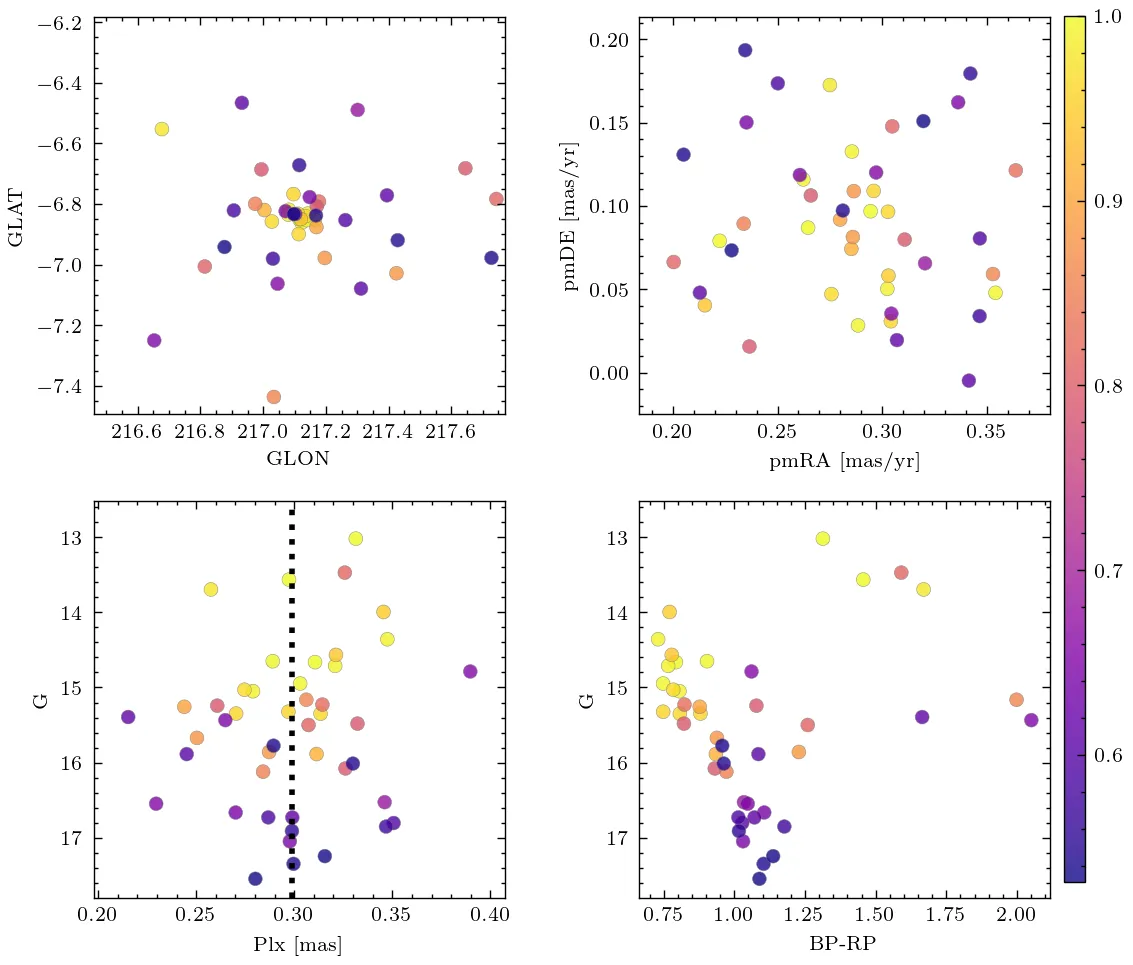 −6.2
−6.4
−6.6
−6.8
−7.0
−7.2
−7.4
GLAT
216.6 216.8 217.0 217.2 217.4 217.6
GLON
0.20
0.15
0.10
0.05
0.00
pmDE [mas/yr]
0.20 0.25 0.30 0.35
pmRA [mas/yr]
13
14
15
16
17
G
0.20 0.25 0.30 0.35 0.40
Plx [mas]
13
14
15
16
17
G
0.75 1.00 1.25 1.50 1.75 2.00
BP-RP
1.0
0.9
0.8
0.7
0.6